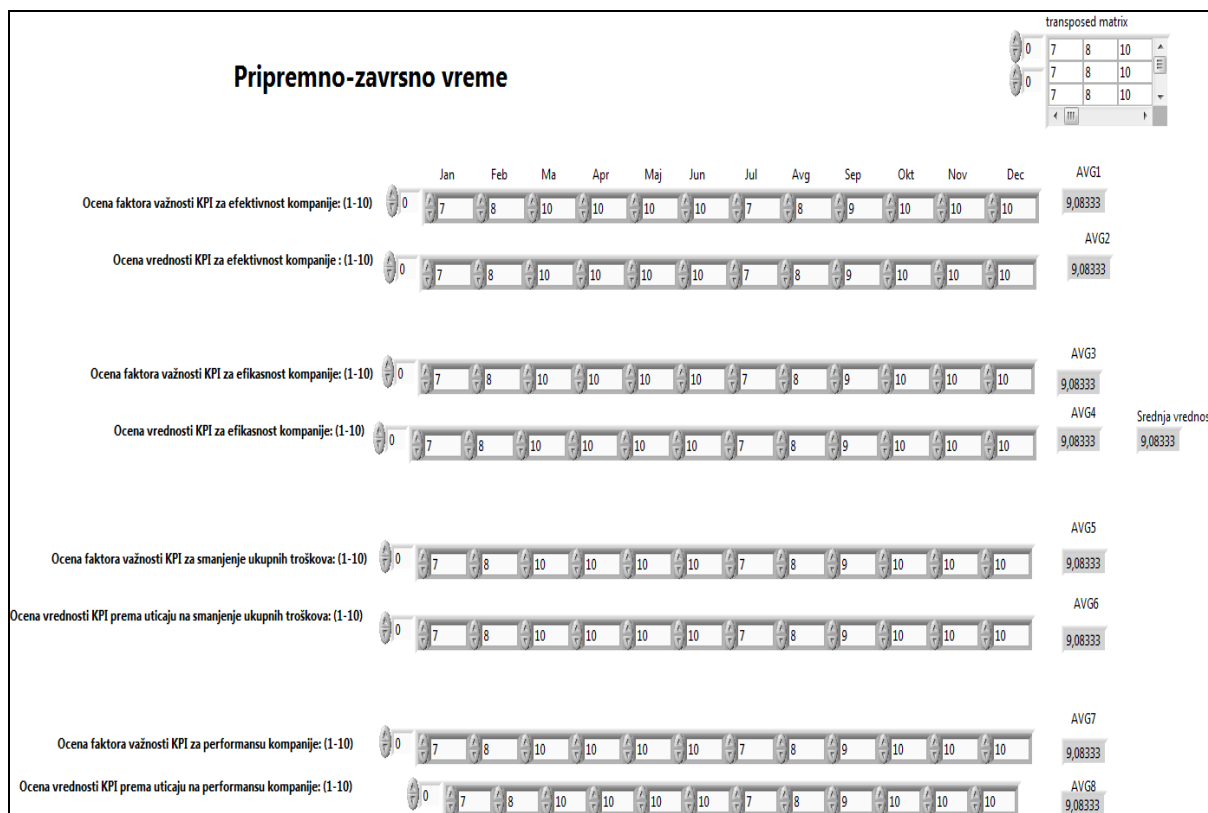 transposed matrix
0 7 8 10
0 7 8 10
7 8 10
Pripremno-zavrsno vreme
Jan Feb Ma Apr Maj Jun Jul Avg Sep Okt Nov Dec AVG1
Ocena faktora važnosti KPI za efektivnost kompanije: (1-10) 0 7 8 10 10 10 10 7 8 9 10 10 10 9,08333
AVG2
Ocena vrednosti KPI za efektivnost kompanije : (1-10) 0 7 8 10 10 10 10 7 8 9 10 10 10 9,08333
AVG3
Ocena faktora važnosti KPI za efikasnost kompanije: (1-10) 0 7 8 10 10 10 10 7 8 9 10 10 10 9,08333
AVG4 Srednja vrednos
Ocena vrednosti KPI za efikasnost kompanije: (1-10) 0 7 8 10 10 10 10 7 8 9 10 10 10 9,08333 9,08333
AVG5
Ocena faktora važnosti KPI za smanjenje ukupnih troškova: (1-10) 0 7 8 10 10 10 10 7 8 9 10 10 10 9,08333
AVG6
Ocena vrednosti KPI prema uticaju na smanjenje ukupnih troškova: (1-10) 0 7 8 10 10 10 10 7 8 9 10 10 10 9,08333
AVG7
Ocena faktora važnosti KPI za performansu kompanije: (1-10) 0 7 8 10 10 10 10 7 8 9 10 10 10 9,08333
AVG8
Ocena vrednosti KPI prema uticaju na performansu kompanije: (1-10) 0 7 8 10 10 10 10 7 8 9 10 10 10 9,08333